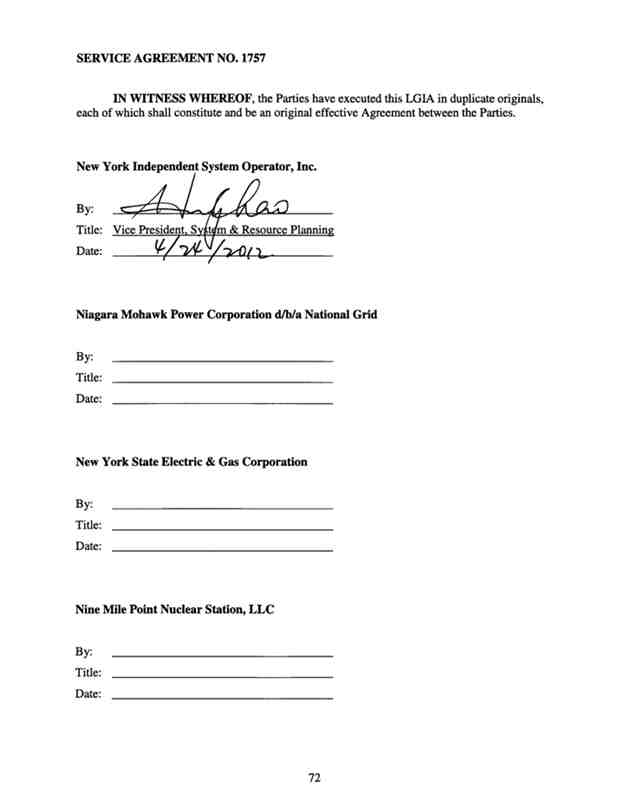 SERVICE AGREEMENT NO. 1757
IN WITNESS WHEREOF, the Parties have executed this LGIA in duplicate originals,
each of which shall constitute and be an original effective Agreement between the Parties.
New York Independent System Operator, Inc.
By:
Title: Vice President, System & Resource Planning
Date: 4/24/2012
Niagara Mohawk Power Corporation d/b/a National Grid
By:
Title:
Date:
New York State Electric & Gas Corporation
By:
Title:
Date:
Nine Mile Point Nuclear Station, LLC
By:
Title:
Date:
72